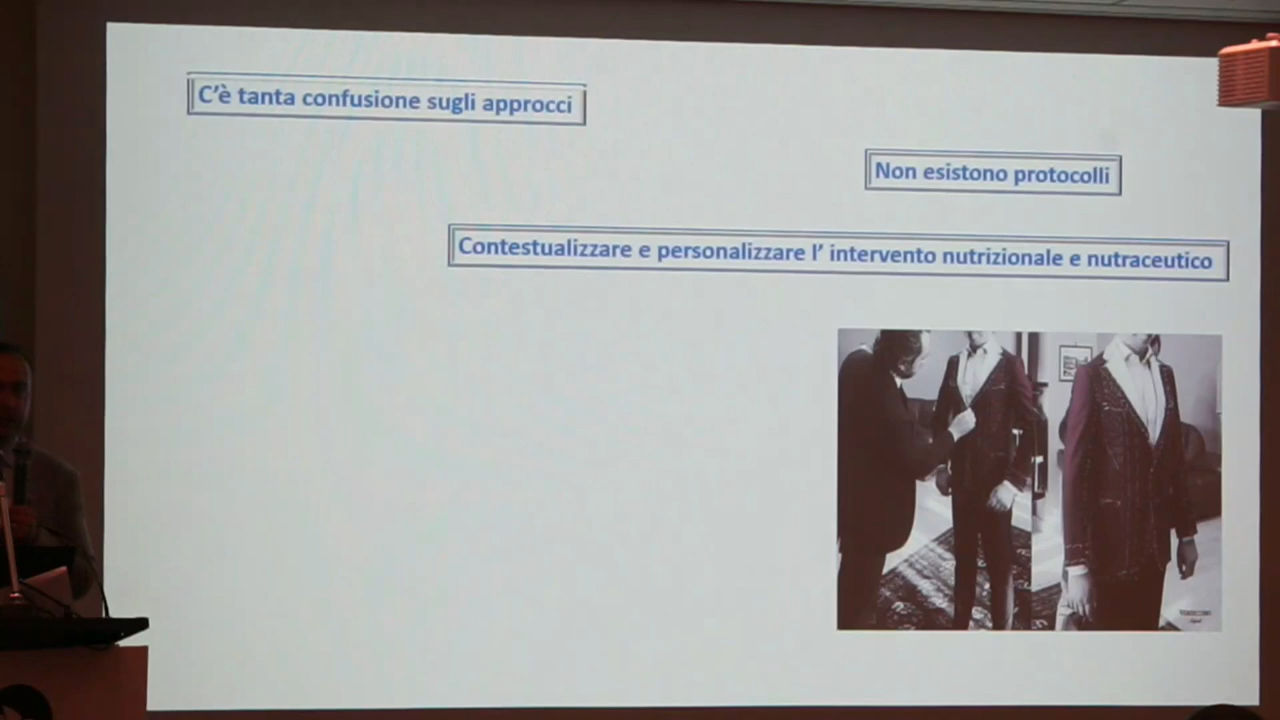 C'è tanta confusione sugli approcci
Non esistono protocolli
Contestualizzare e personalizzare l' intervento nutrizionale e nutraceutico